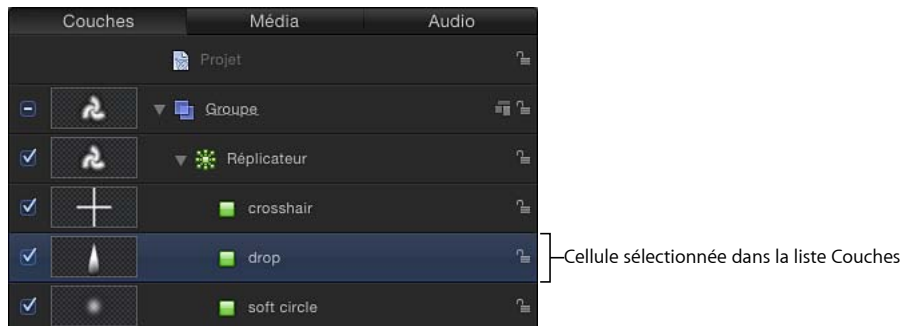 Couches Média Audio
Projet
Groupe
Réplicateur
crosshair
drop
Cellule sélectionnée dans la liste Couches
soft circle